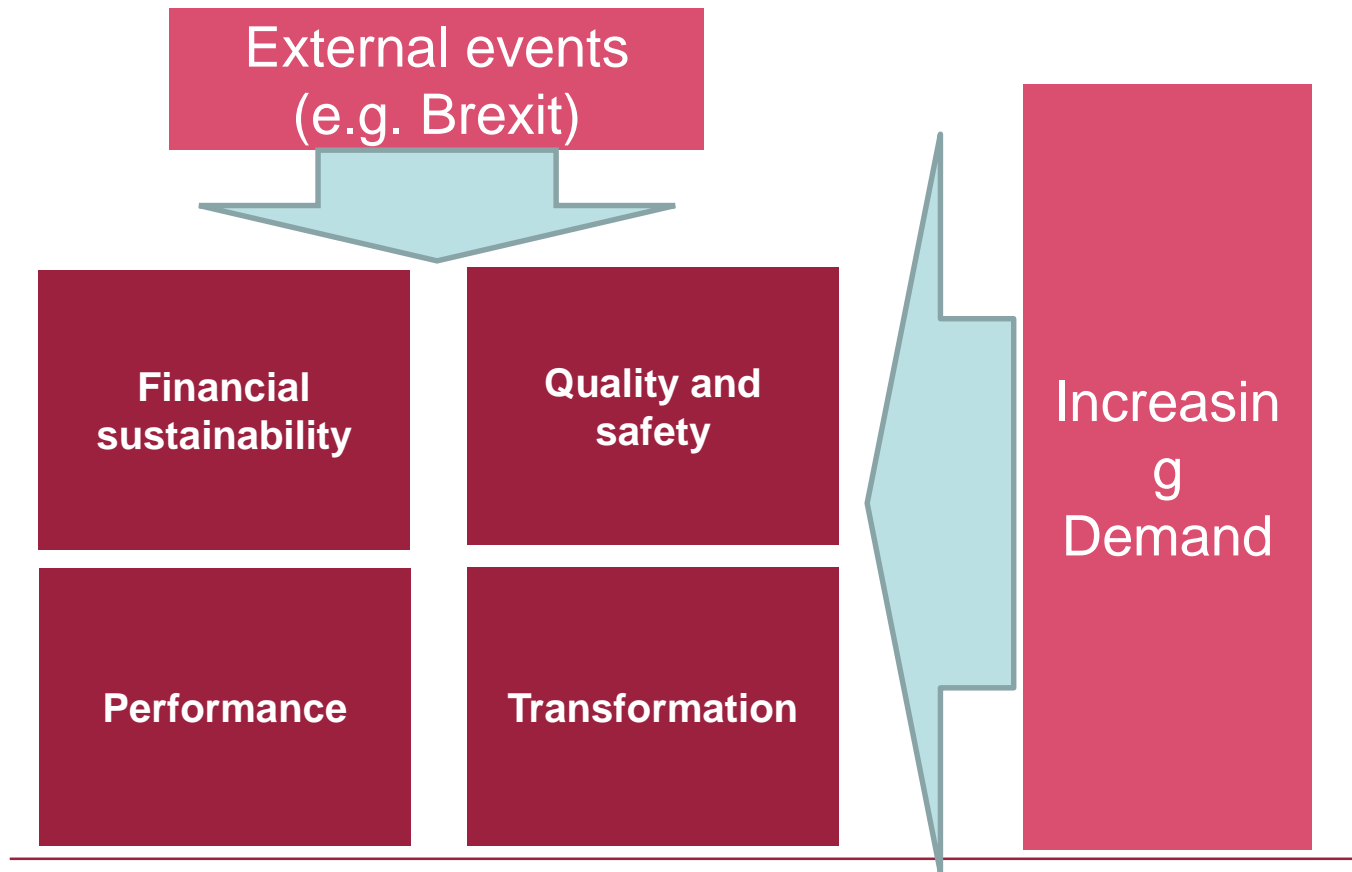 External events
(e.g. Brexit)
Financial
sustainability
Quality and
safety
Performance
Transformation
Increasin
g
Demand